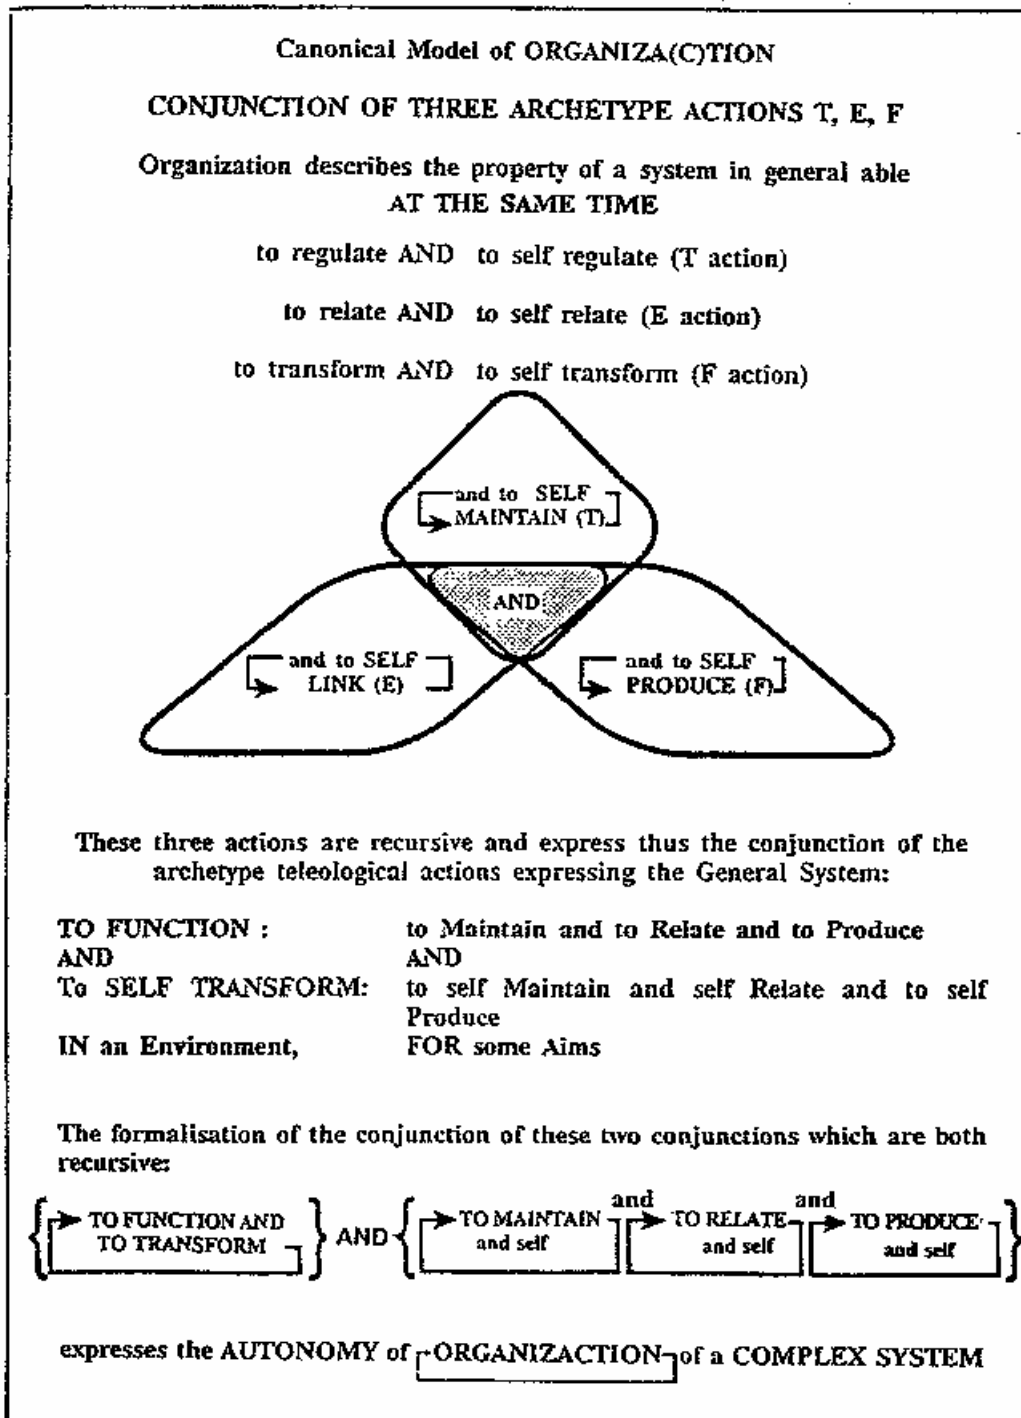 Canonical Model of ORGANIZA(C)TION
CONJUNCTION OF THREE ARCHETYPE ACTIONS T, E, F
Organization describes the property of a system in general able
AT THE SAME TIME
to regulate AND to self regulate (T action)
to relate AND to self relate (E action)
to transform AND to self transform (F action)
and to SELF
MAINTAIN (T)
AND
and to SELF
LINK (E)
and to SELF
PRODUCE (F)
These three actions are recursive and express thus the conjunction of the
archetype teleological actions expressing the General System:
TO FUNCTION : to Maintain and to Relate and to Produce
AND AND
To SELF TRANSFORM: to self Maintain and self Relate and to self
Produce
IN an Environment, FOR some Aims
The formalisation of the conjunction of these two conjunctions which are both
recursive:
and and
{ TO FUNCTION AND } AND { TO MAINTAIN TO RELATE TO PRODUCE }
TO TRANSFORM and self and self and self
expresses the AUTONOMY of ORGANIZACTION of a COMPLEX SYSTEM